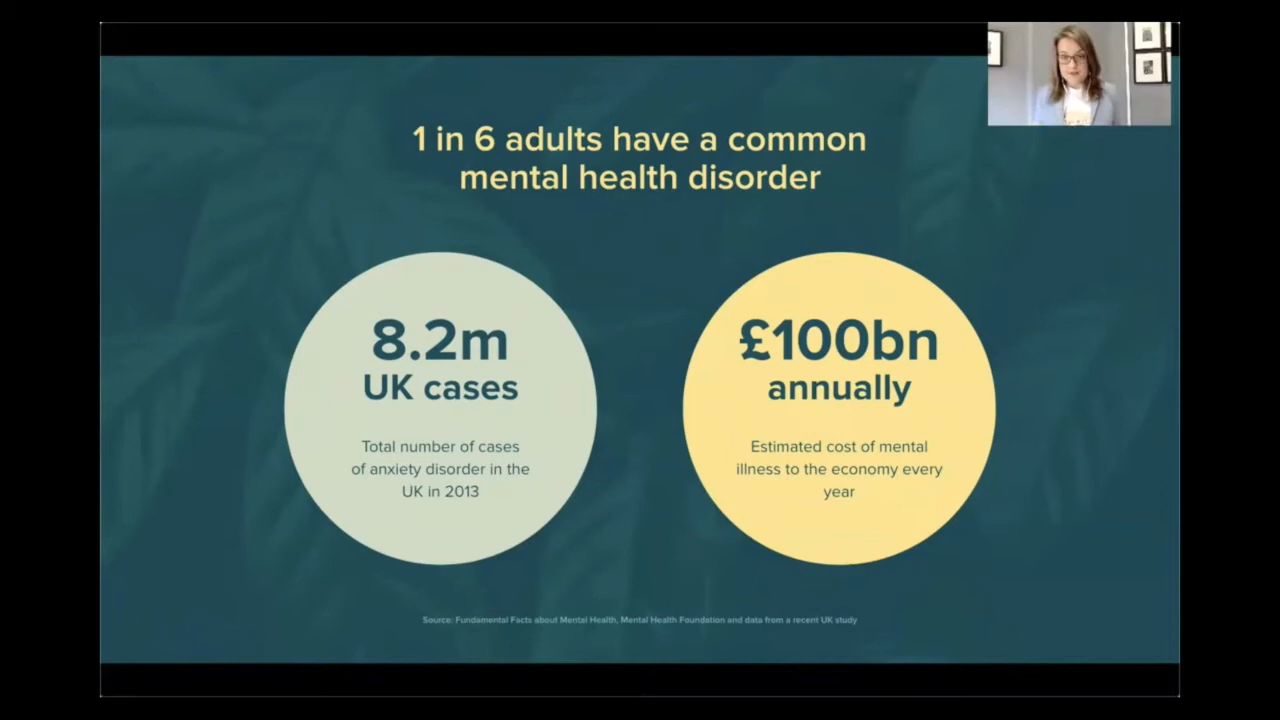 1 in 6 adults have a common
mental health disorder
8.2m
UK cases
Total number of cases
of anxiety disorder in the
UK in 2013
£100bn
annually
Estimated cost of mental
illness to the economy every
year
Source: Fundamental Facts about Mental Health, Mental Health Foundation and data from a recent UK study